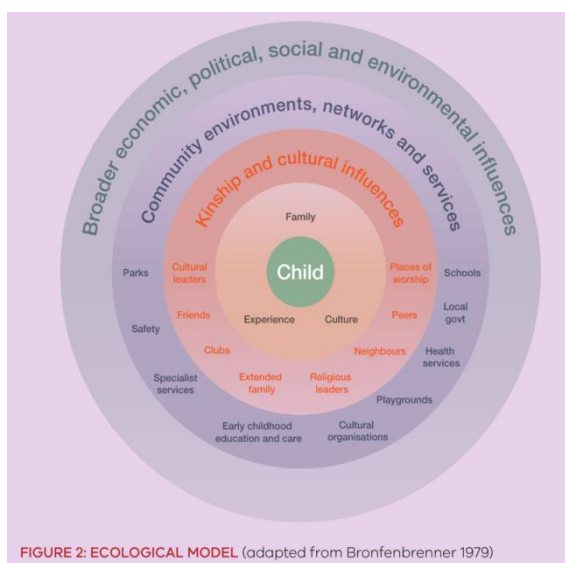 Broader economic, political, social and environmental influences
Community environments, networks and services
Kinship and cultural influences
Family
Child
Experience
Culture
Cultural
leaders
Places of
worship
Friends
Peers
Clubs
Neighbours
Extended
family
Religious
leaders
Parks
Schools
Safety
Local
govt
Health
services
Specialist
services
Playgrounds
Early childhood
education and care
Cultural
organisations
FIGURE 2: ECOLOGICAL MODEL (adapted from Bronfenbrenner 1979)